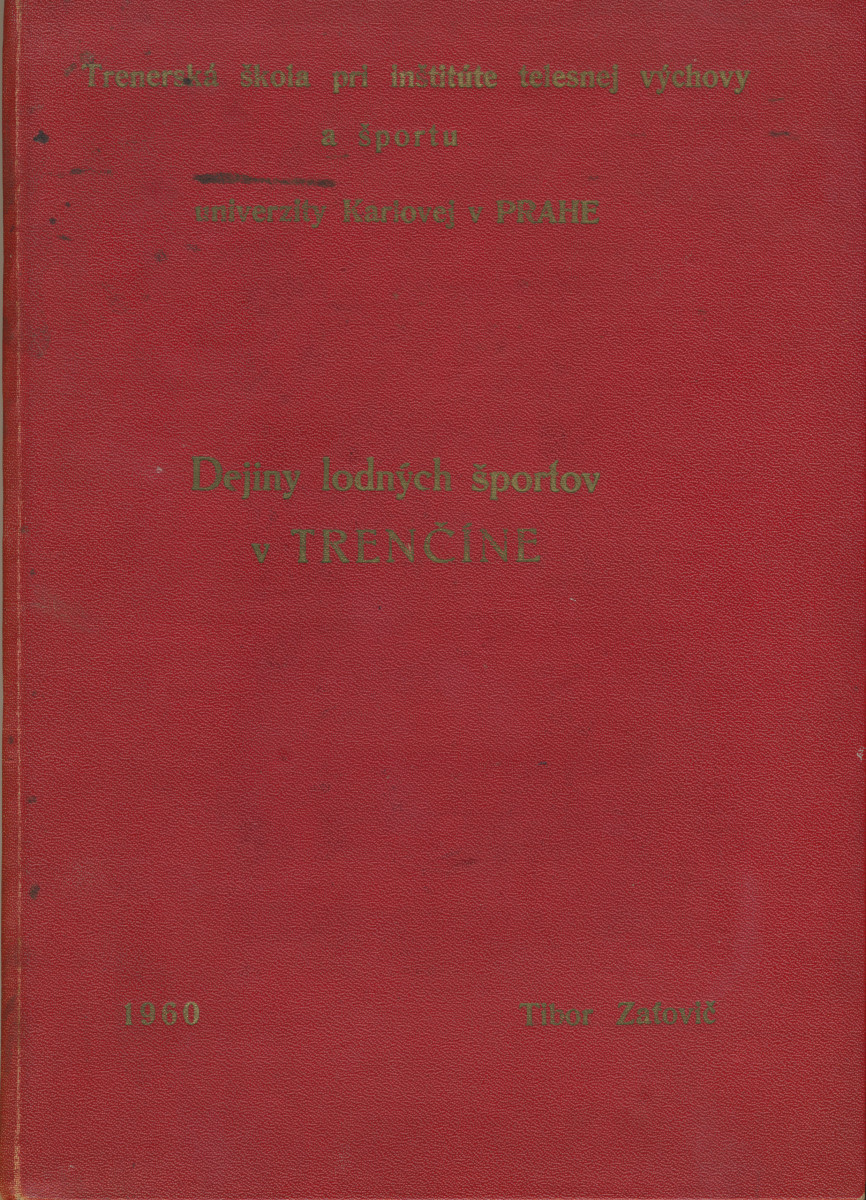 Trenerská škola pri inštitúte telesnej výchovy
a športu
univerzity Karlovej v PRAHE
Dejiny lodných športov
v TRENČÍNE
1960 Tibor Zaťovič